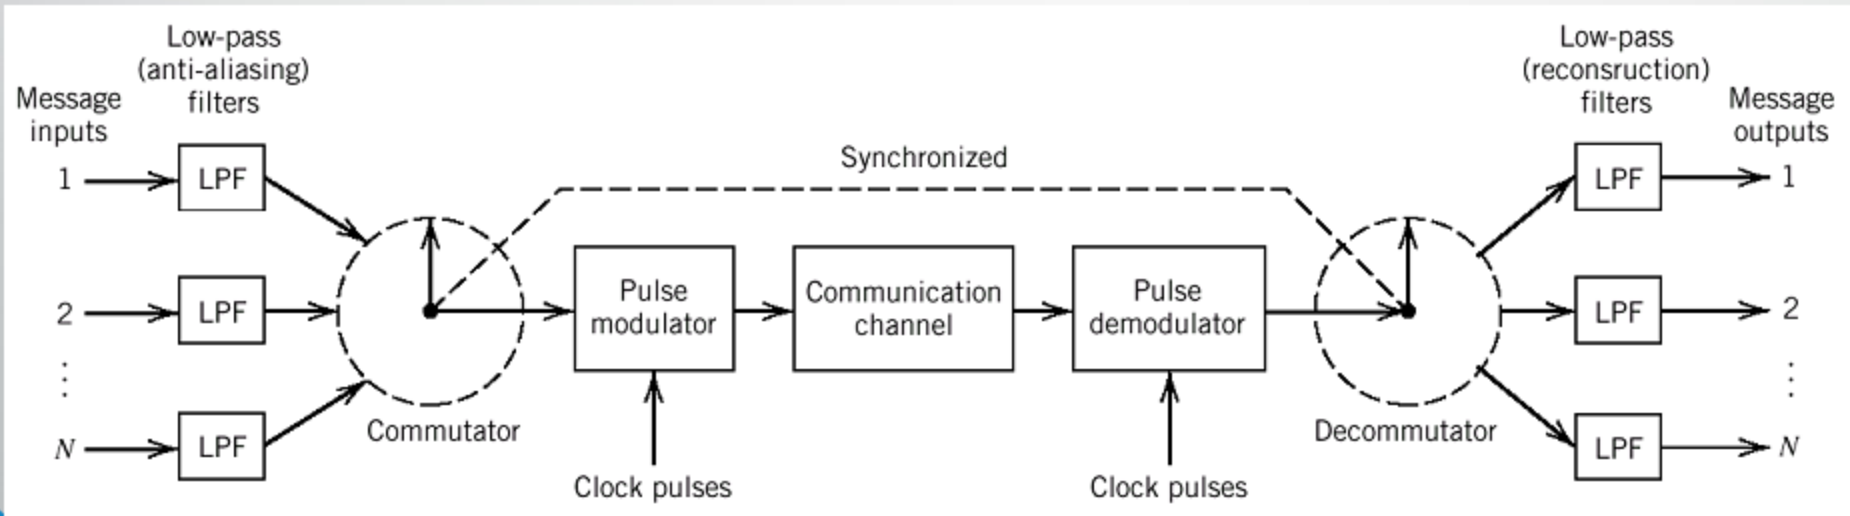 Low-pass
(anti-aliasing)
filters
Message
inputs
1
LPF
2
LPF
⋮
N
LPF
Commutator
Synchronized
Pulse
modulator
Clock pulses
Communication
channel
Pulse
demodulator
Clock pulses
Decommutator
Low-pass
(reconsruction)
filters
Message
outputs
LPF
1
LPF
2
⋮
LPF
N